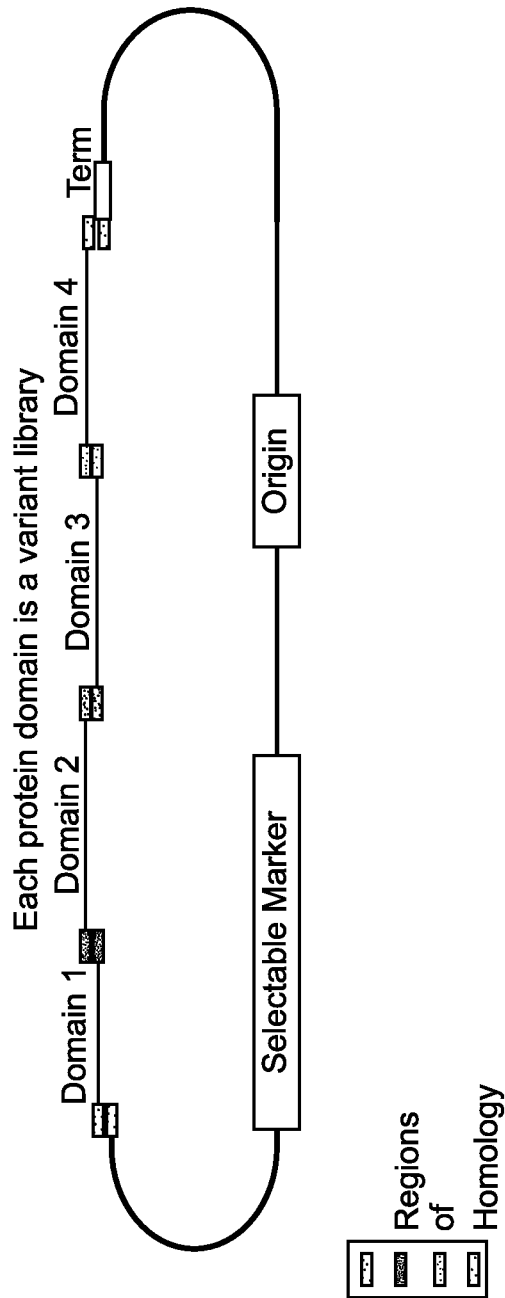 Each protein domain is a variant library
Domain 1
Domain 2
Domain 3
Domain 4
Term
Selectable Marker
Origin
Regions
of
Homology